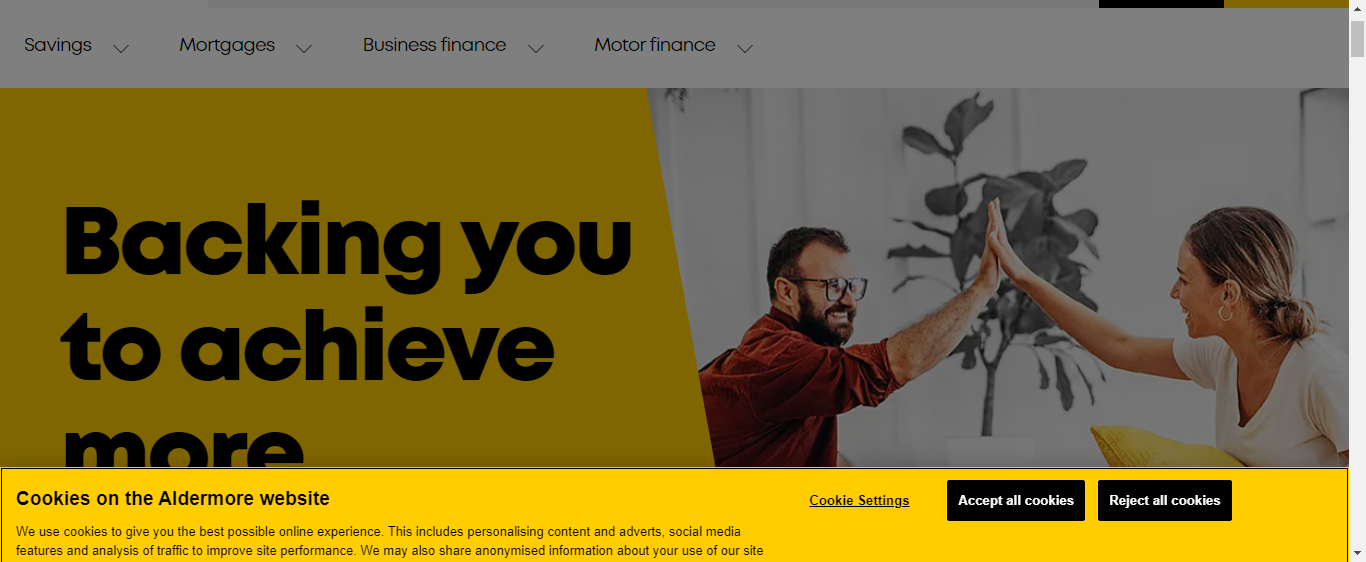 Savings
Mortgages
Business finance
Motor finance
Backing you
to achieve
more
Cookies on the Aldermore website
We use cookies to give you the best possible online experience. This includes personalising content and adverts, social media
features and analysis of traffic to improve site performance. We may also share anonymised information about your use of our site
Cookie Settings
Accept all cookies
Reject all cookies